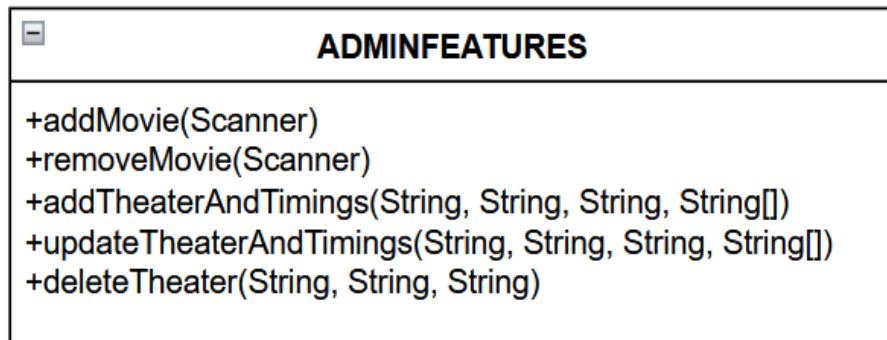 ADMINFEATURES
+addMovie(Scanner)
+removeMovie(Scanner)
+addTheaterAndTimings(String, String, String, String[])
+updateTheaterAndTimings(String, String, String, String[])
+deleteTheater(String, String, String)